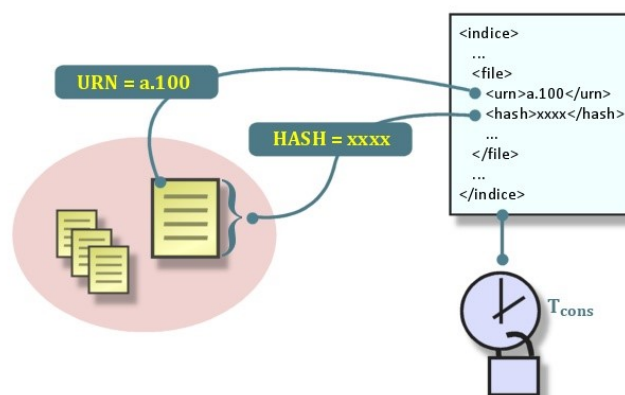 URN = a.100
HASH = xxxx
<indice>
...
<file>
<urn>a.100</urn>
<hash>xxxx</hash>
...
</file>
...
</indice>
Tcons